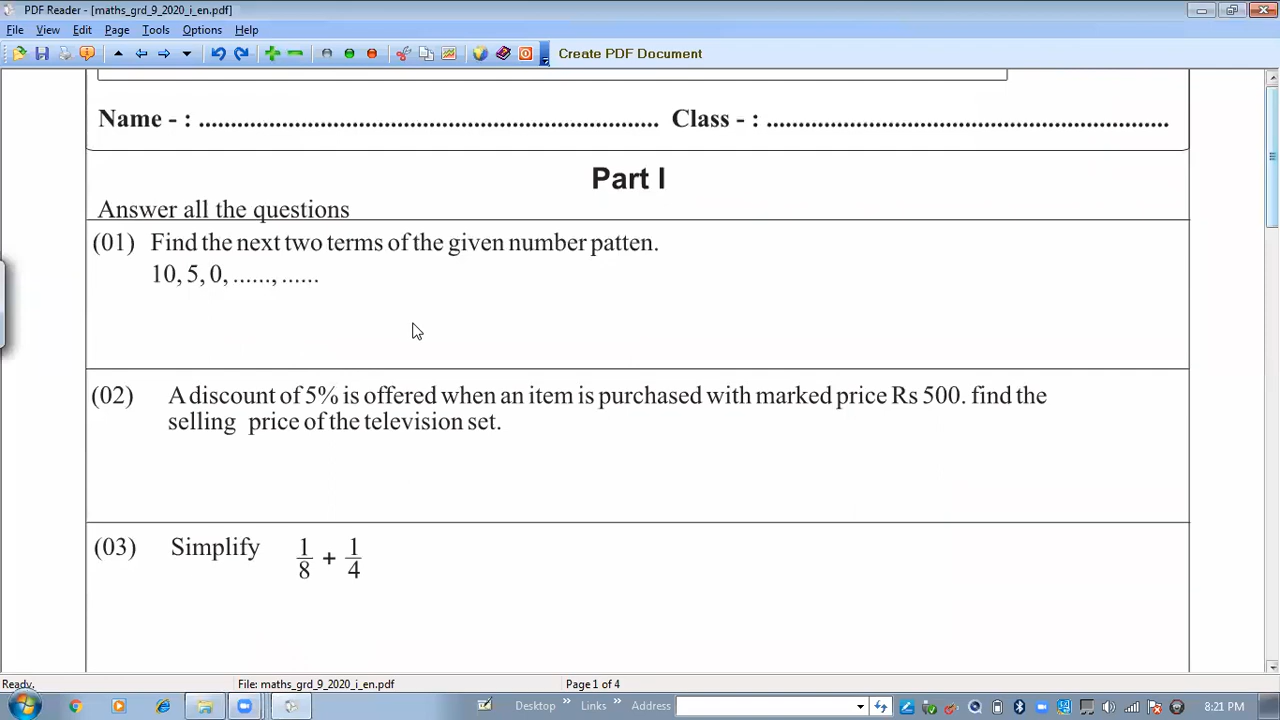 PDF Reader - [maths_grd_9_2020_i_en.pdf]
File View Edit Page Tools Options Help
Create PDF Document
Name - : ........................................................................ Class - : ...............................................................
Part I
Answer all the questions
(01) Find the next two terms of the given number patten.
10, 5, 0, ......, ......
(02) A discount of 5% is offered when an item is purchased with marked price Rs 500. find the
selling price of the television set.
(03) Simplify 1/8 + 1/4
Ready. File: maths_grd_9_2020_i_en.pdf Page 1 of 4
Desktop » Links » Address 8:21 PM